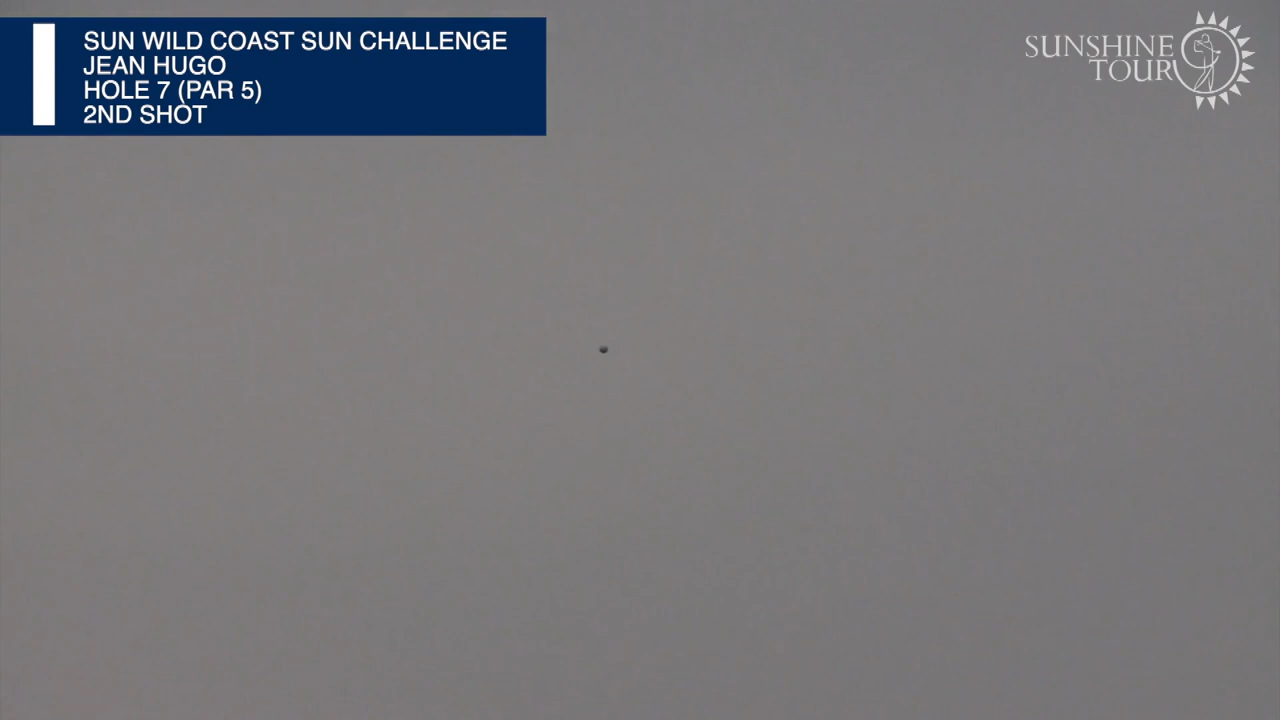 SUN WILD COAST SUN CHALLENGE
JEAN HUGO
HOLE 7 (PAR 5)
2ND SHOT
SUNSHINE
TOUR